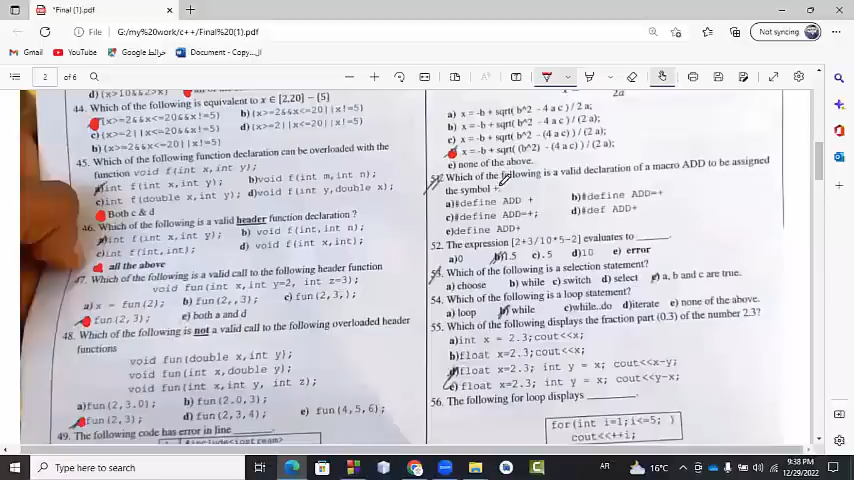 *Final (1).pdf
File
G:/my%20work/c++/Final%20(1).pdf
Not syncing
Gmail
YouTube
خرائط Google
Document - Copy...
2 of 6
d)(x>10&&2>x)
44. Which of the following is equivalent to x ∈ [2,20] – {5}
(x>=2&&x<=20&&x!=5)
b)(x>=2&&x<=20||x!=5)
c)(x>=2||x<=20&&x!=5)
d)(x>=2||x<=20||x!=5)
b)(x>=2&&x<=20||x!=5)
45. Which of the following function declaration can be overloaded with the
function void f(int x,int y);
a)int f(int x,int y);
b)void f(int m,int n);
c)int f(int x);
d)void f(int y,double x);
Both c & d
46. Which of the following is a valid header function declaration ?
a)int f(int x,int y);
b) void f(int,int n);
c)int f(int,int);
d) void f(int x,int);
all the above
47. Which of the following is a valid call to the following header function
void fun(int x,int y=2, int z=3);
a) x = fun(2);
b) fun(2,,3);
c) fun(2,3,);
fun(2,3);
e) both a and d
48. Which of the following is not a valid call to the following overloaded header
functions
void fun(double x,int y);
void fun(int x,double y);
void fun(int x,int y, int z);
a)fun(2,3.0);
b) fun(2.0,3);
fun(2,3);
d) fun(2,3,4);
e) fun(4,5,6);
49. The following code has error in line
#include<iostream>
2a
a) x = -b + sqrt( b^2 - 4 a c ) / 2 a;
b) x = -b + sqrt( b^2 - 4 a c ) / (2 a);
c) x = -b + sqrt( b^2 - (4 a c) ) / (2 a);
x = -b + sqrt( (b^2) - (4 a c) ) / (2 a);
e) none of the above.
51. Which of the following is a valid declaration of a macro ADD to be assigned
the symbol +.
a)#define ADD +
b)#define ADD=+
c)#define ADD=+;
d)#def ADD+
e)define ADD+
52. The expression [2+3/10*5–2] evaluates to ______
a)0
b)1.5
c) .5
d)10
e) error
53. Which of the following is a selection statement?
a) choose
b) while
c) switch
d) select
e) a, b and c are true.
54. Which of the following is a loop statement?
a) loop
b) while
c)while..do
d)iterate
e) none of the above.
55. Which of the following displays the fraction part (0.3) of the number 2.3?
a)int x = 2.3;cout<<x;
b)float x=2.3;cout<<x;
d)float x=2.3; int y = x; cout<<x-y;
e)float x=2.3; int y = x; cout<<y-x;
56. The following for loop displays ________.
for(int i=1;i<=5; )
cout<<++i;
Type here to search
AR
16°C
9:38 PM
12/29/2022